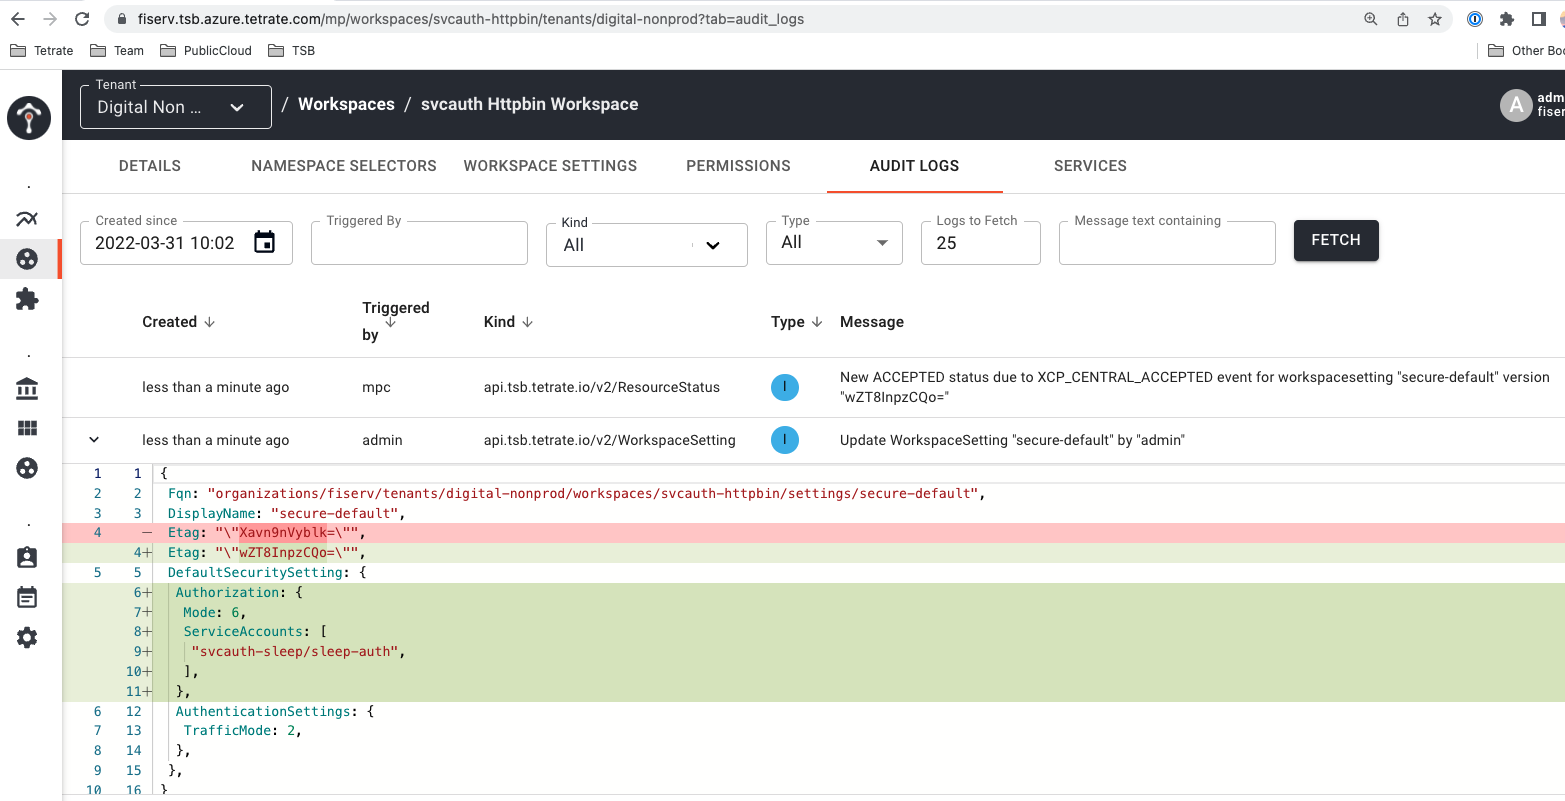 fiserv.tsb.azure.tetrate.com/mp/workspaces/svcauth-httpbin/tenants/digital-nonprod?tab=audit_logs
Tetrate Team PublicCloud TSB Other Boo
Tenant
Digital Non ... / Workspaces / svcauth Httpbin Workspace
A adm
fiser
DETAILS NAMESPACE SELECTORS WORKSPACE SETTINGS PERMISSIONS AUDIT LOGS SERVICES
Created since Triggered By Kind Type Logs to Fetch Message text containing
2022-03-31 10:02 All All 25 FETCH
Created Triggered by Kind Type Message
less than a minute ago mpc api.tsb.tetrate.io/v2/ResourceStatus I New ACCEPTED status due to XCP_CENTRAL_ACCEPTED event for workspacesetting "secure-default" version
"wZT8InpzCQo="
less than a minute ago admin api.tsb.tetrate.io/v2/WorkspaceSetting I Update WorkspaceSetting "secure-default" by "admin"
1 1 {
2 2 Fqn: "organizations/fiserv/tenants/digital-nonprod/workspaces/svcauth-httpbin/settings/secure-default",
3 3 DisplayName: "secure-default",
4 — Etag: "\"Xavn9nVyblk=\"",
4+ Etag: "\"wZT8InpzCQo=\"",
5 5 DefaultSecuritySetting: {
6+ Authorization: {
7+ Mode: 6,
8+ ServiceAccounts: [
9+ "svcauth-sleep/sleep-auth",
10+ ],
11+ },
6 12 AuthenticationSettings: {
7 13 TrafficMode: 2,
8 14 },
9 15 },
10 16 }